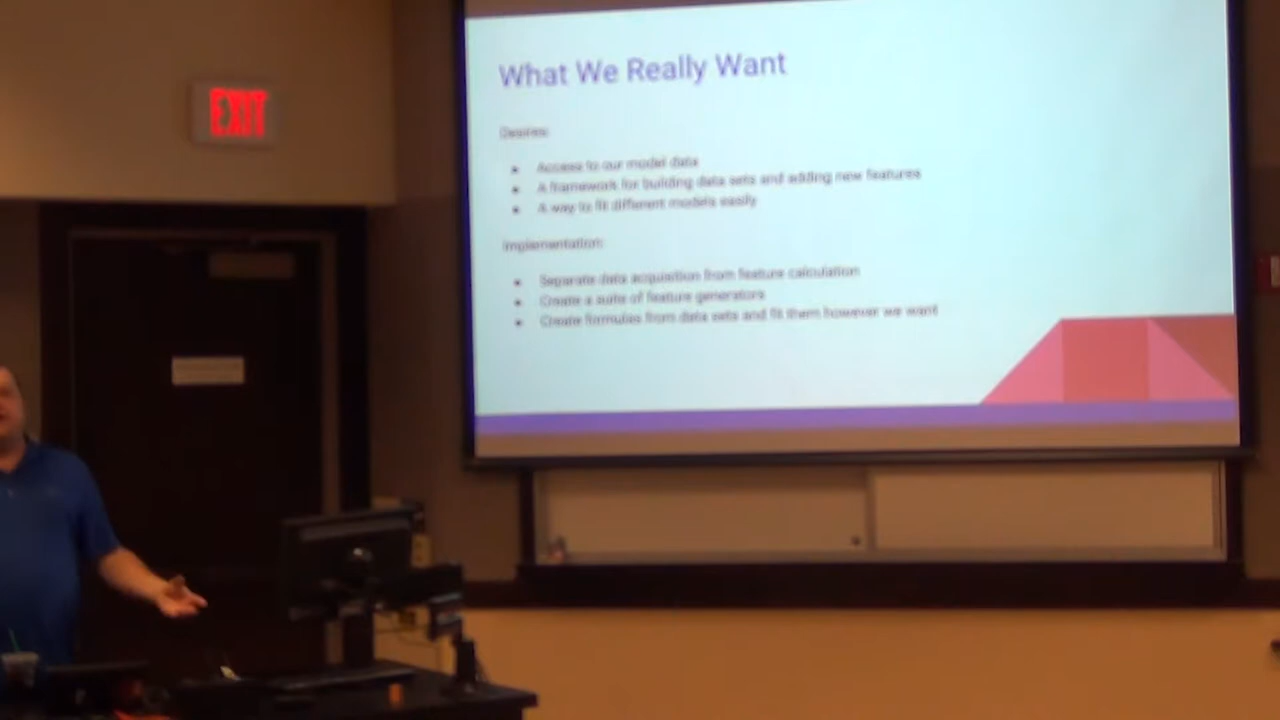 EXIT
What We Really Want
Desires:
Access to our model data
A framework for building data sets and adding new features
A way to fit different models easily
Implementation:
Separate data acquisition from feature calculation
Create a suite of feature generators
Create formulas from data sets and fit them however we want